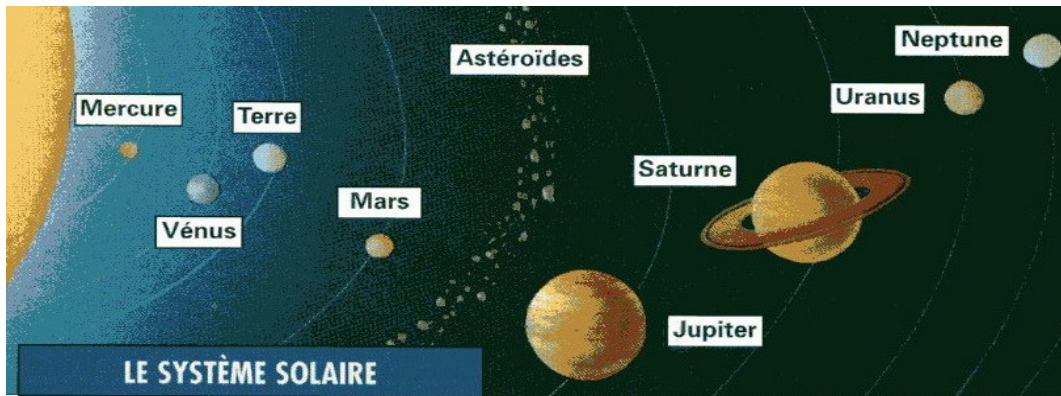 Neptune
Astéroïdes
Uranus
Mercure
Terre
Saturne
Mars
Vénus
Jupiter
LE SYSTÈME SOLAIRE